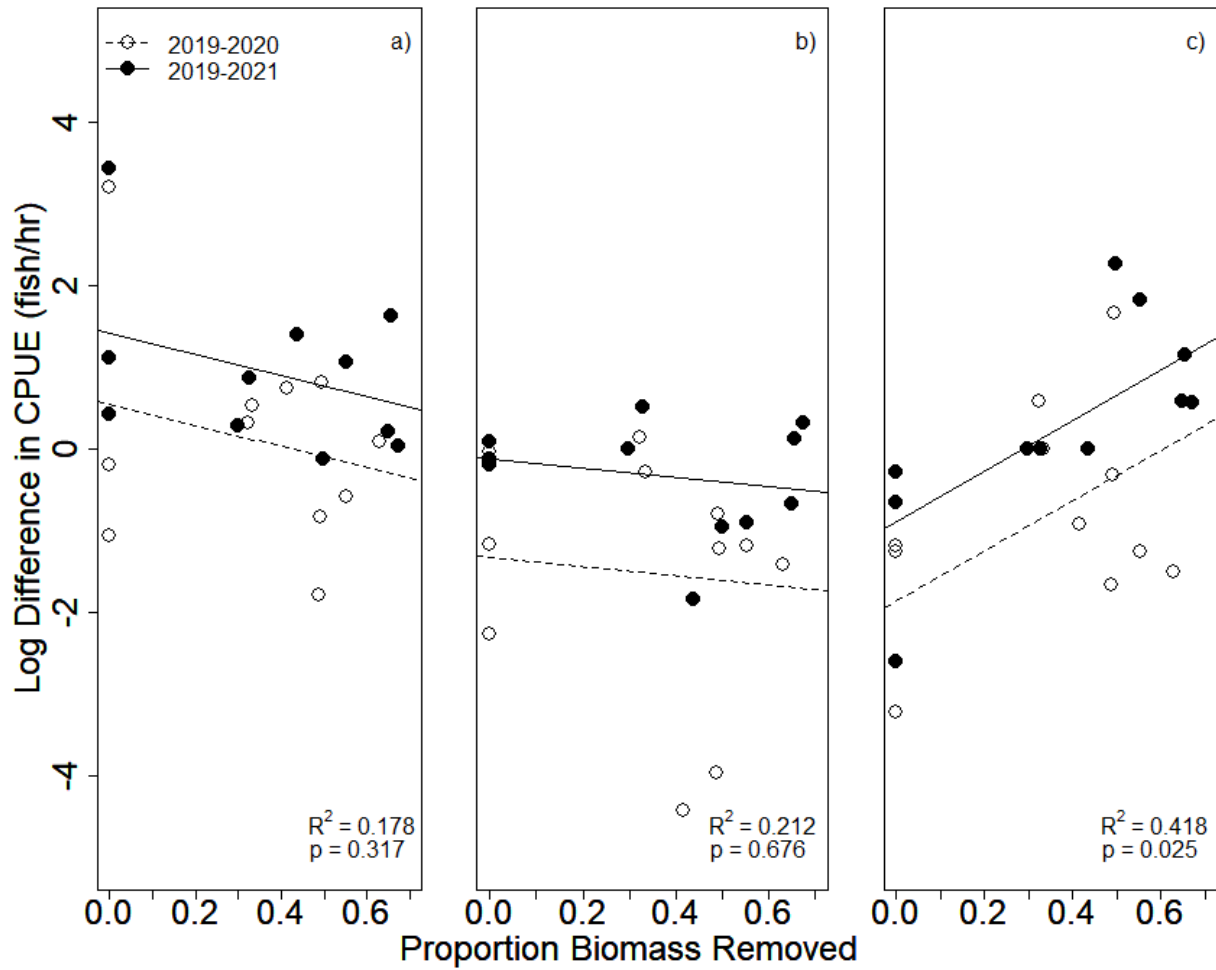 a)
b)
c)
2019-2020
2019-2021
4
2
0
-2
-4
Log Difference in CPUE (fish/hr)
R² = 0.178
p = 0.317
R² = 0.212
p = 0.676
R² = 0.418
p = 0.025
0.0 0.2 0.4 0.6
0.0 0.2 0.4 0.6
0.0 0.2 0.4 0.6
Proportion Biomass Removed